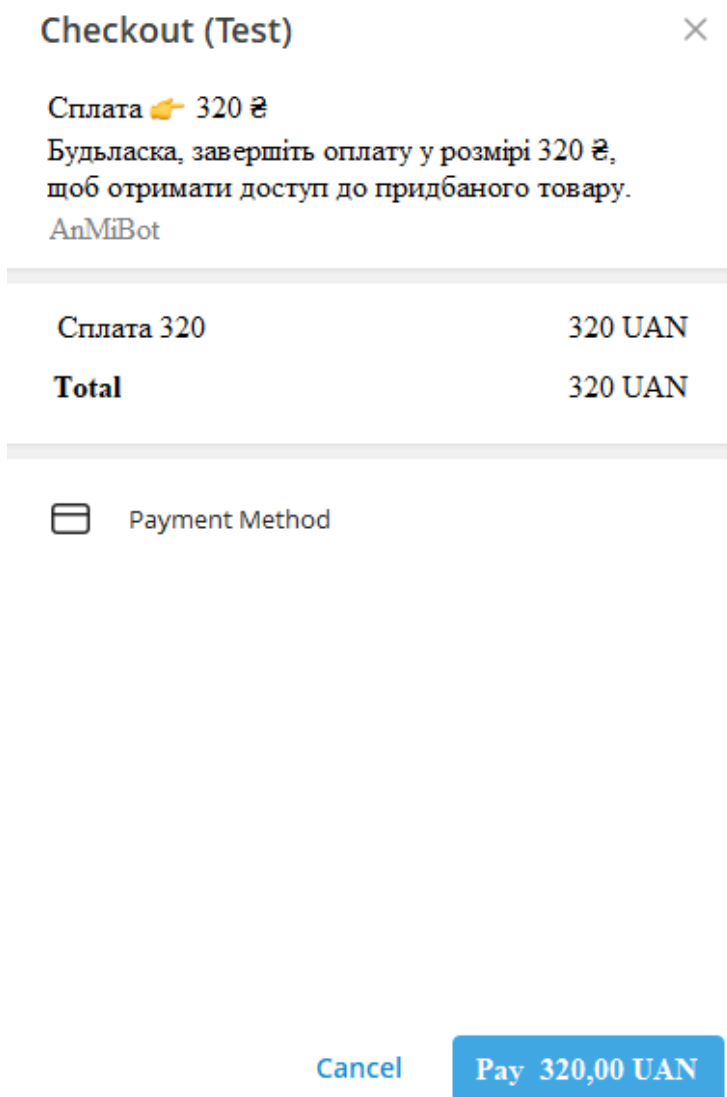 Checkout (Test)
Сплата 👉 320 ₴
Будьласка, завершіть оплату у розмірі 320 ₴,
щоб отримати доступ до придбаного товару.
AnMiBot
Сплата 320 320 UAN
Total 320 UAN
Payment Method
Cancel Pay 320,00 UAN